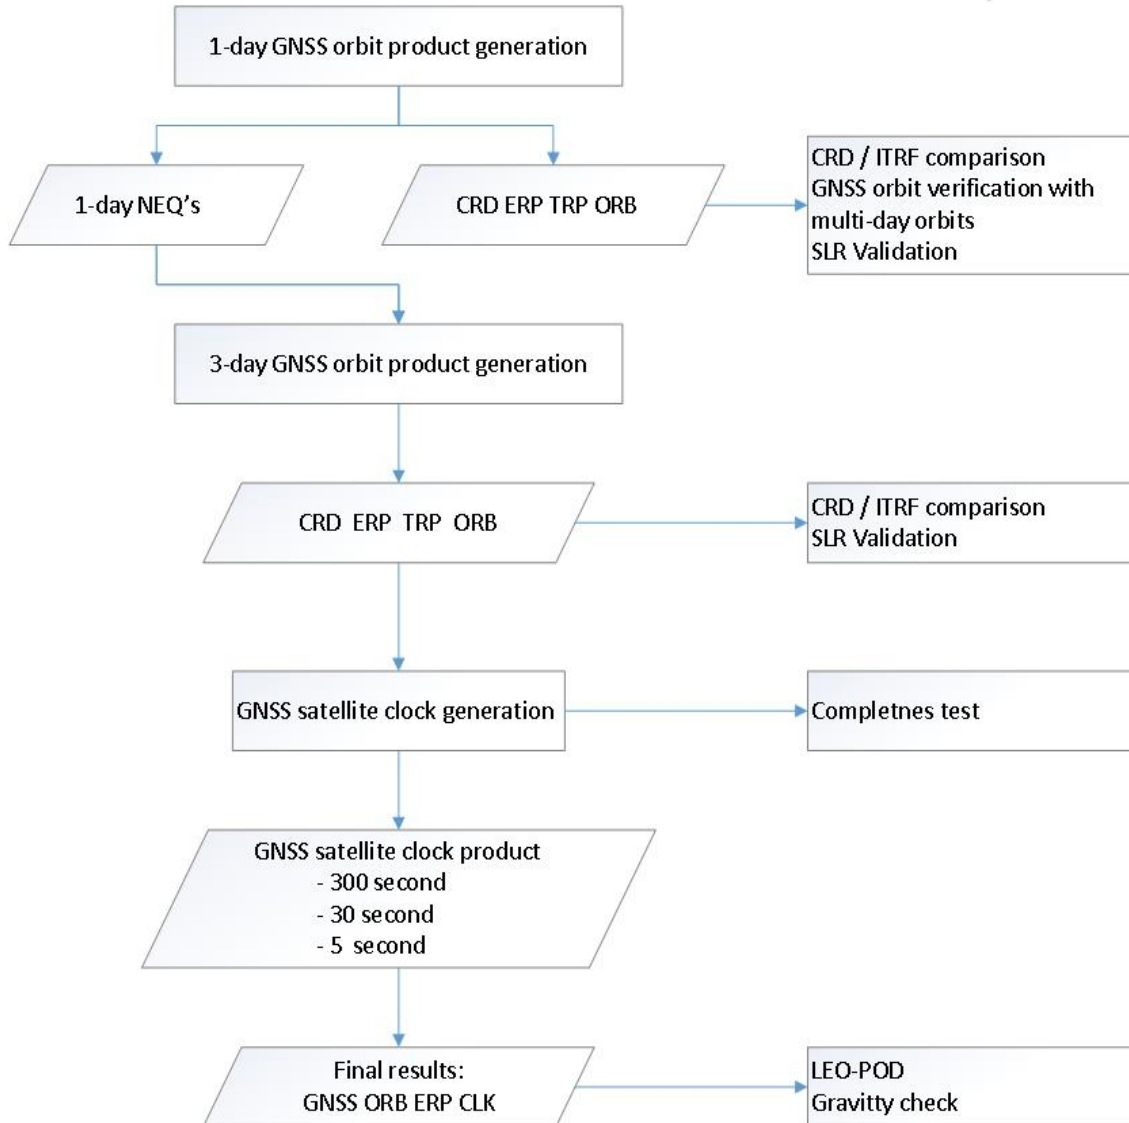 1-day GNSS orbit product generation
1-day NEQ's
CRD ERP TRP ORB
CRD / ITRF comparison
GNSS orbit verification with
multi-day orbits
SLR Validation
3-day GNSS orbit product generation
CRD ERP TRP ORB
CRD / ITRF comparison
SLR Validation
GNSS satellite clock generation
Completnes test
GNSS satellite clock product
- 300 second
- 30 second
- 5 second
Final results:
GNSS ORB ERP CLK
LEO-POD
Gravitty check